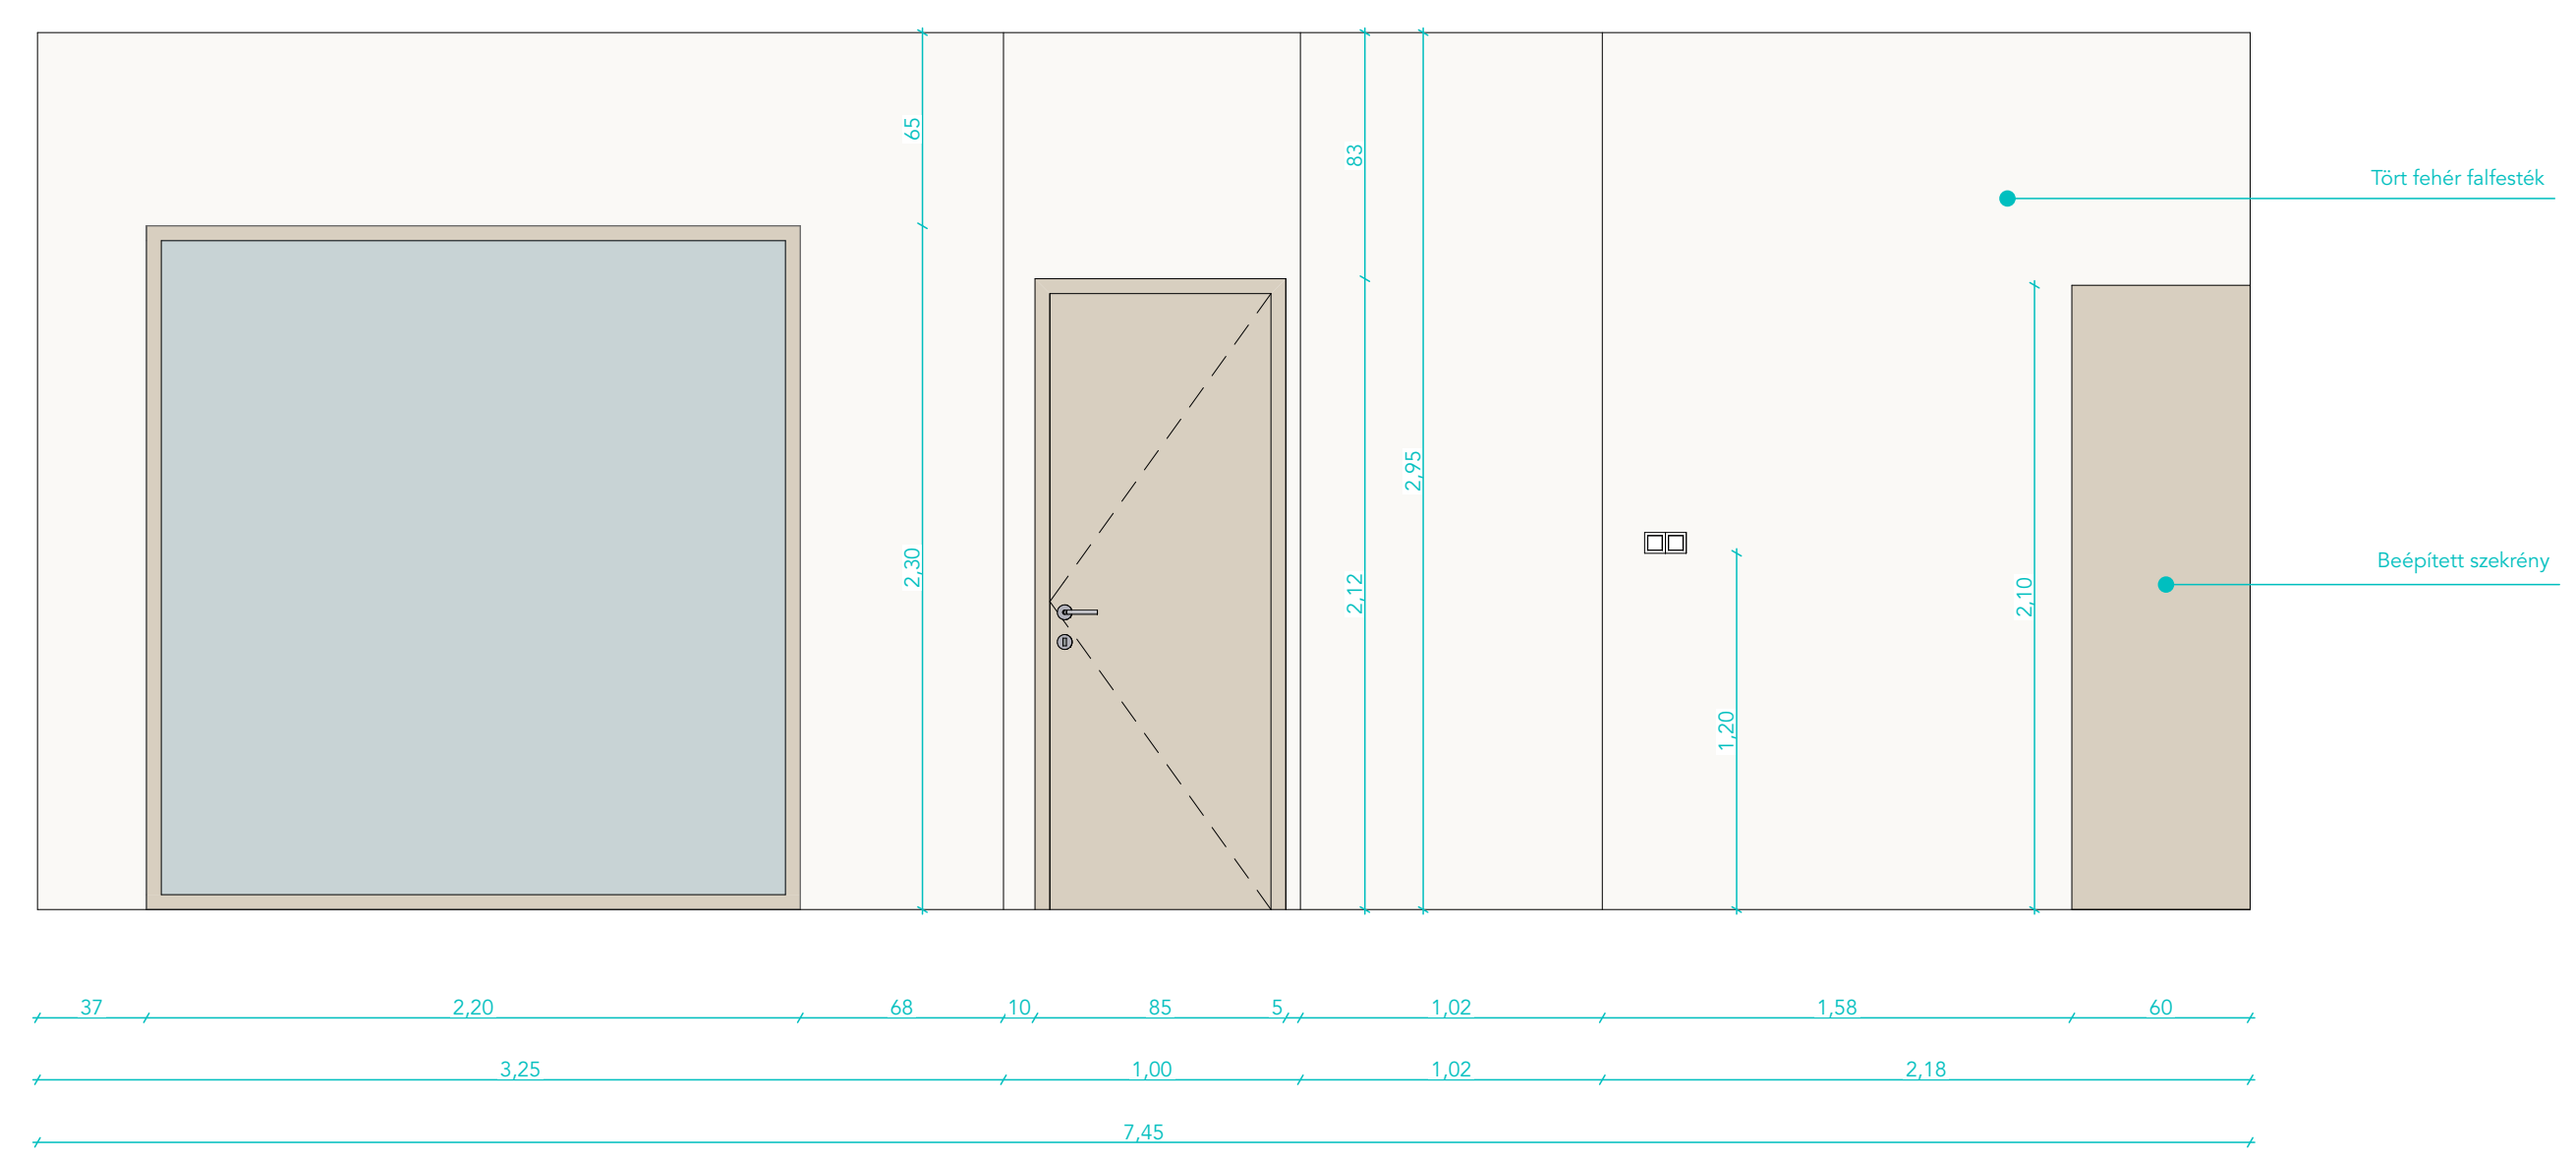 65
83
Tört fehér falfesték
2,95
2,30
2,12
2,10
Beépített szekrény
1,20
37 2,20 68 10 85 5 1,02 1,58 60
3,25 1,00 1,02 2,18
7,45